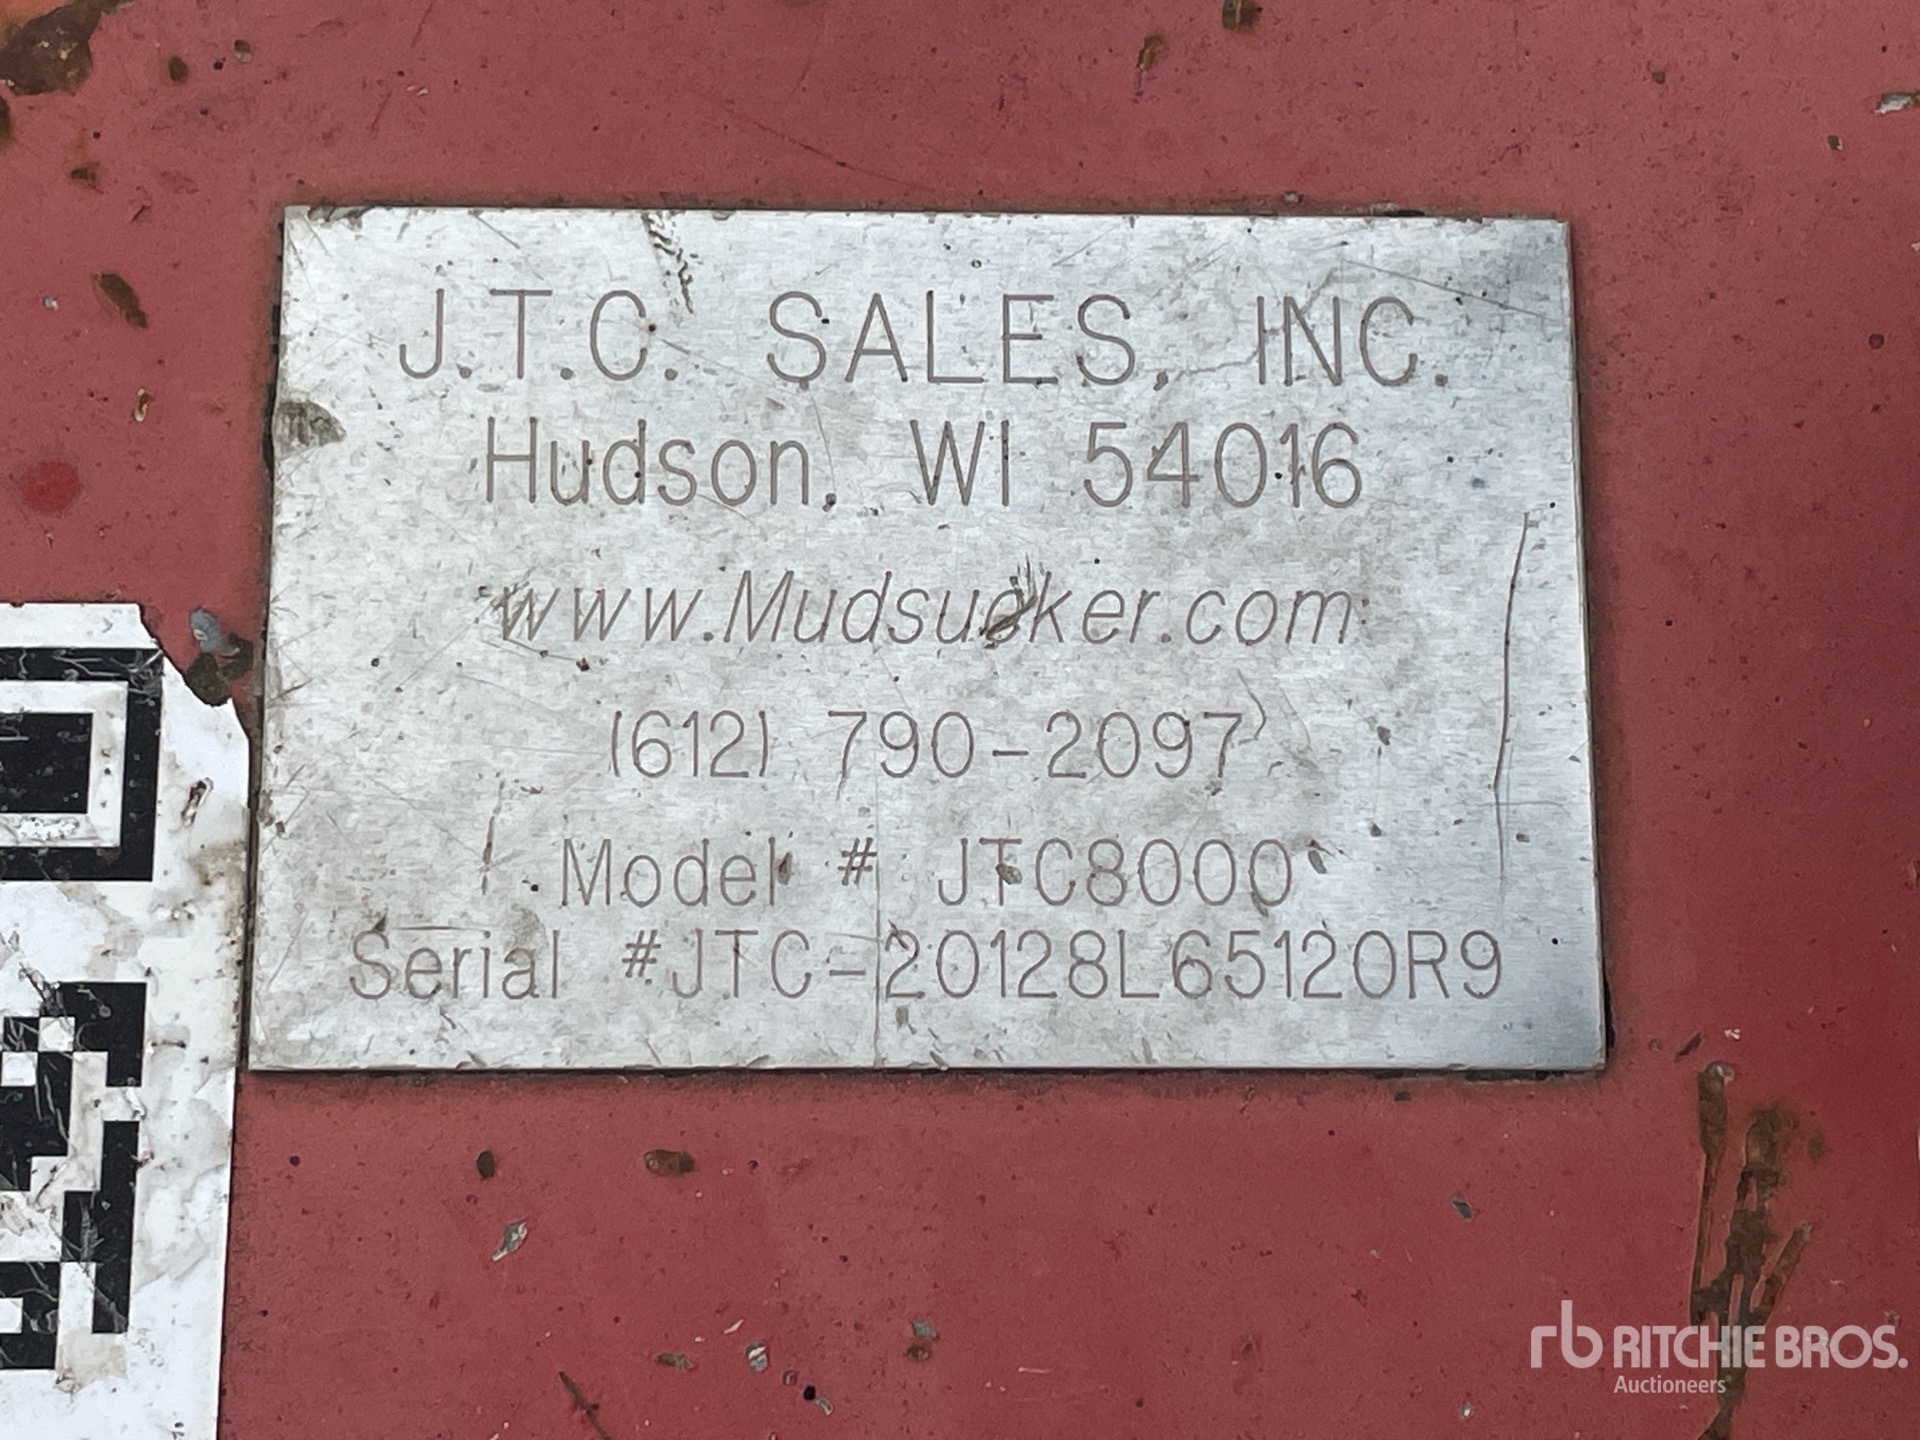 J.T.C. SALES, INC.
Hudson, WI 54016
www.Mudsucker.com
(612) 790-2097
Model # JTC8000
Serial #JTC-20128L65120R9
rb RITCHIE BROS.
Auctioneers